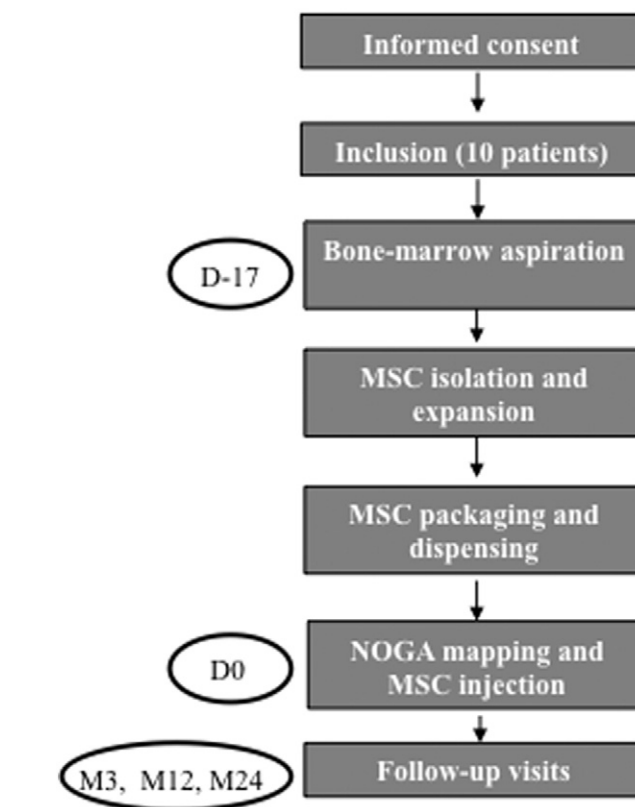 Informed consent
Inclusion (10 patients)
Bone-marrow aspiration
D-17
MSC isolation and
expansion
MSC packaging and
dispensing
NOGA mapping and
MSC injection
D0
Follow-up visits
M3, M12, M24